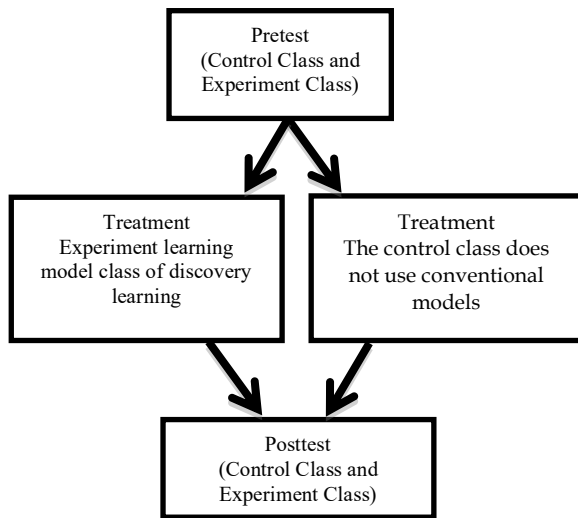 Pretest
(Control Class and
Experiment Class)
Treatment
Experiment learning
model class of discovery
learning
Treatment
The control class does
not use conventional
models
Posttest
(Control Class and
Experiment Class)